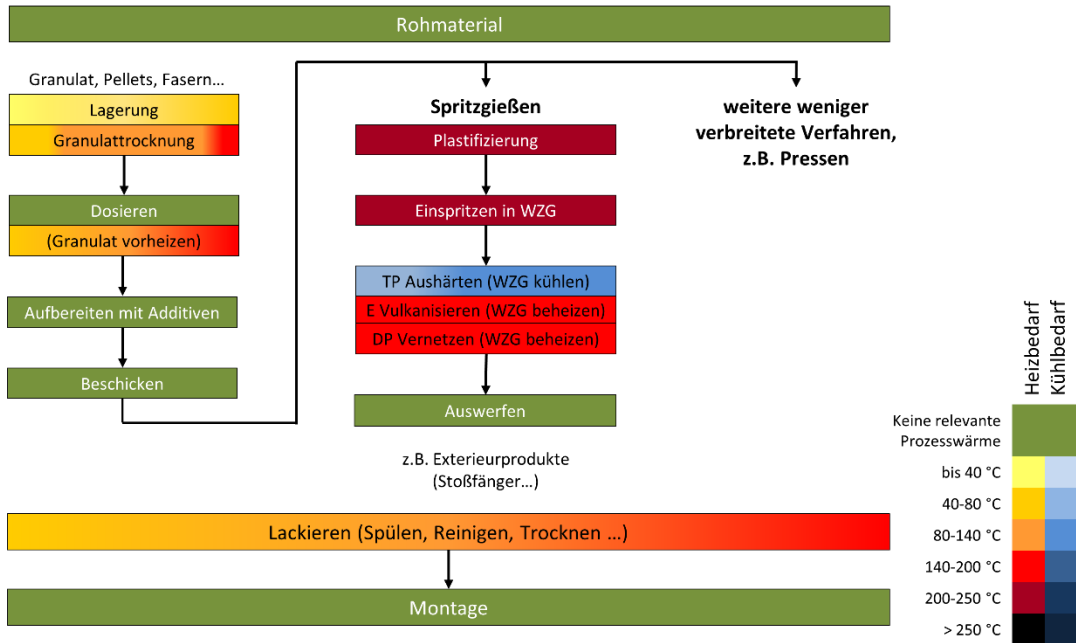 Rohmaterial
Granulat, Pellets, Fasern...
Lagerung
Granulattrocknung
Dosieren
(Granulat vorheizen)
Aufbereiten mit Additiven
Beschicken
Spritzgießen
Plastifizierung
Einspritzen in WZG
TP Aushärten (WZG kühlen)
E Vulkanisieren (WZG beheizen)
DP Vernetzen (WZG beheizen)
Auswerfen
z.B. Exterieurprodukte
(Stoßfänger...)
weitere weniger
verbreitete Verfahren,
z.B. Pressen
Lackieren (Spülen, Reinigen, Trocknen ...)
Montage
Heizbedarf
Kühlbedarf
Keine relevante
Prozesswärme
bis 40 °C
40-80 °C
80-140 °C
140-200 °C
200-250 °C
> 250 °C